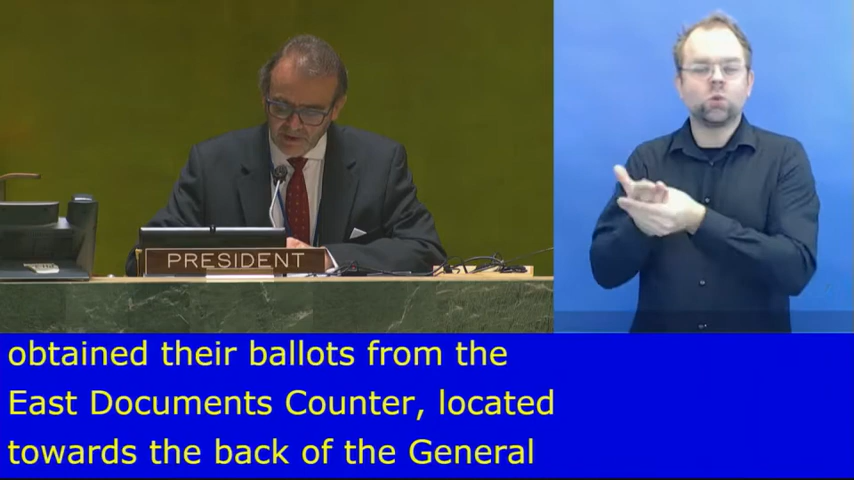 PRESIDENT
obtained their ballots from the
East Documents Counter, located
towards the back of the General